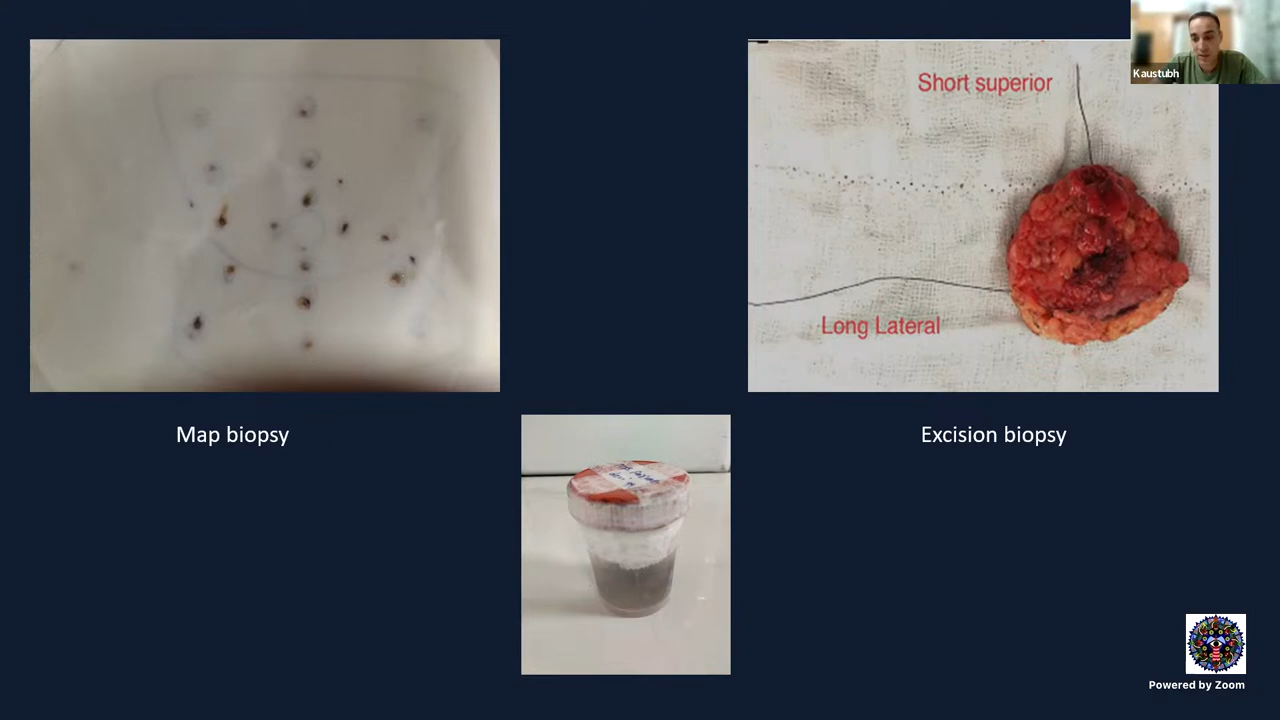 Kaustubh
Short superior
Long Lateral
Map biopsy
Excision biopsy
Powered by Zoom